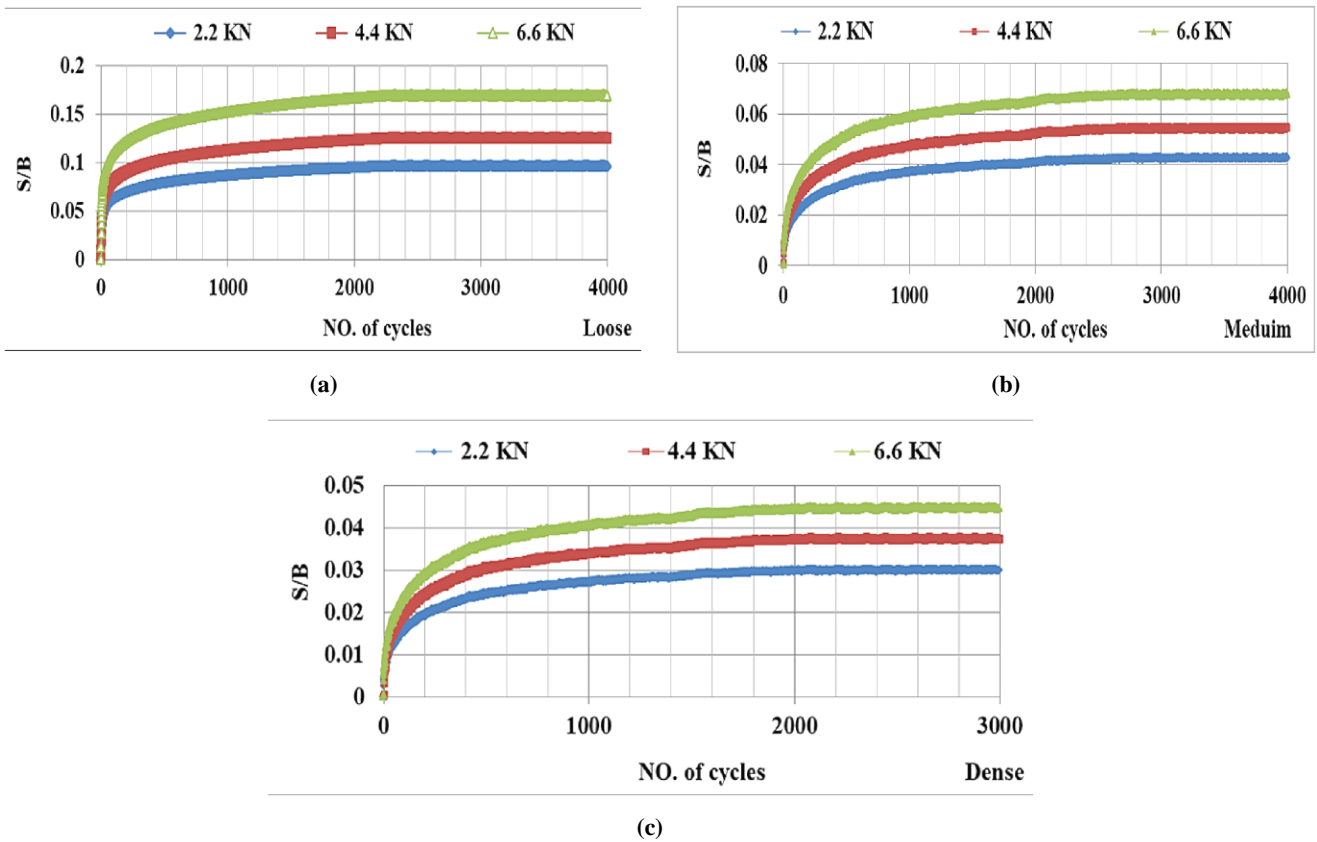 2.2 KN 4.4 KN 6.6 KN
0.2
0.15
0.1
0.05
0
S/B
0 1000 2000 3000 4000
NO. of cycles Loose
(a)
2.2 KN 4.4 KN 6.6 KN
0.08
0.06
0.04
0.02
0
S/B
0 1000 2000 3000 4000
NO. of cycles Meduim
(b)
2.2 KN 4.4 KN 6.6 KN
0.05
0.04
0.03
0.02
0.01
0
S/B
0 1000 2000 3000
NO. of cycles Dense
(c)